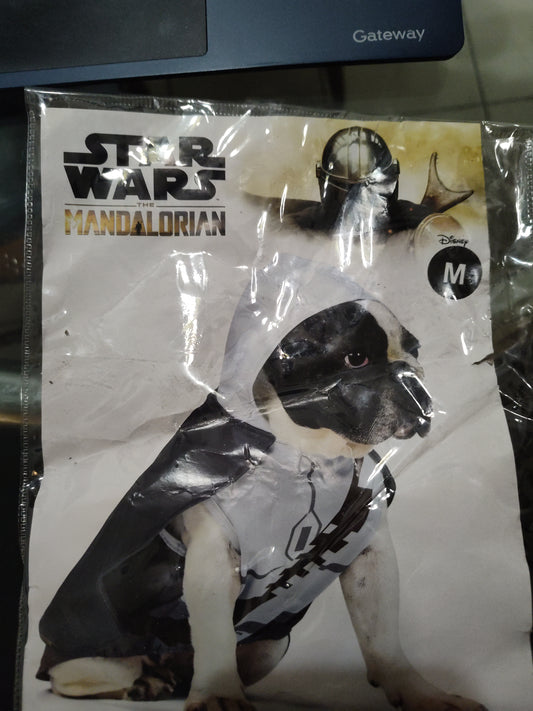 Gateway
STAR
WARS
THE
MANDALORIAN
Disney
M